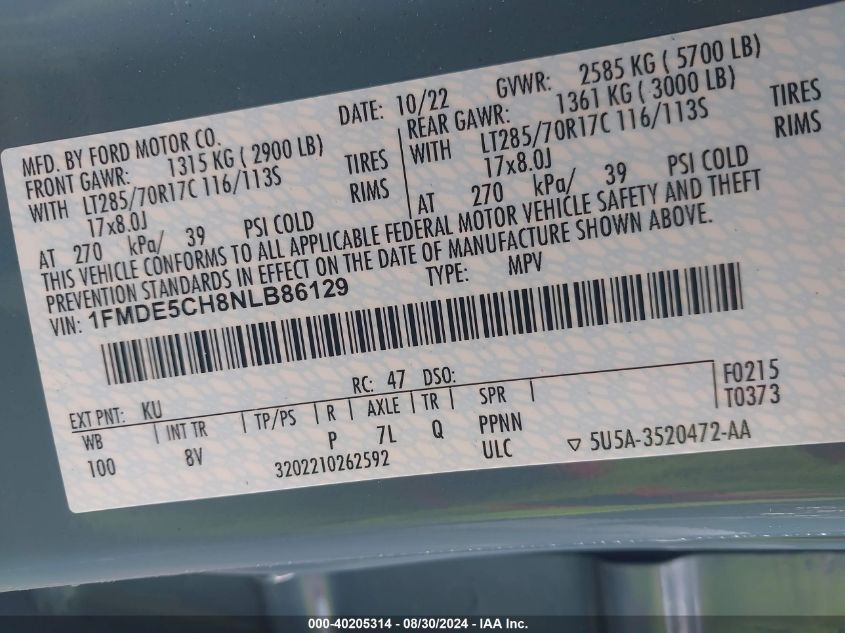 MFD. BY FORD MOTOR CO.
DATE: 10/22 GVWR: 2585 KG ( 5700 LB)
FRONT GAWR: 1315 KG ( 2900 LB)
WITH LT285/70R17C 116/113S TIRES
17x8.0J RIMS
AT 270 kPa/ 39 PSI COLD
REAR GAWR: 1361 KG ( 3000 LB)
WITH LT285/70R17C 116/113S TIRES
17x8.0J RIMS
AT 270 kPa/ 39 PSI COLD
THIS VEHICLE CONFORMS TO ALL APPLICABLE FEDERAL MOTOR VEHICLE SAFETY AND THEFT
PREVENTION STANDARDS IN EFFECT ON THE DATE OF MANUFACTURE SHOWN ABOVE.
VIN: 1FMDE5CH8NLB86129 TYPE: MPV
EXT PNT: KU RC: 47 DSO: F0215
T0373
WB INT TR TP/PS R AXLE TR SPR
100 8V P 7L Q PPNN
3202210262592 ULC ▽ 5U5A-3520472-AA
000-40205314 - 08/30/2024 - IAA Inc.